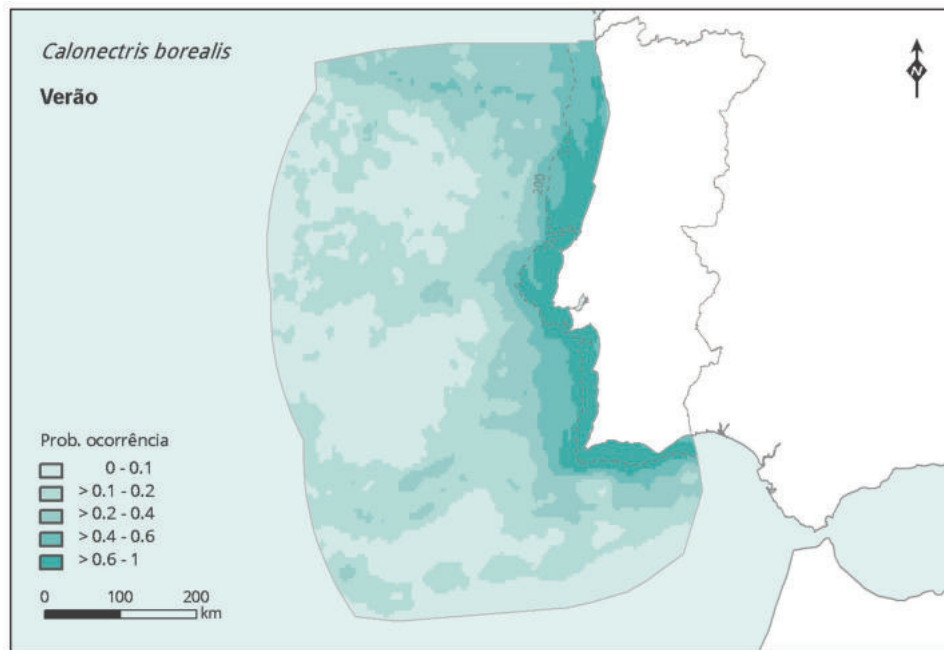 Calonectris borealis
Verão
N
200
Prob. ocorrência
0 - 0.1
> 0.1 - 0.2
> 0.2 - 0.4
> 0.4 - 0.6
> 0.6 - 1
0 100 200
km